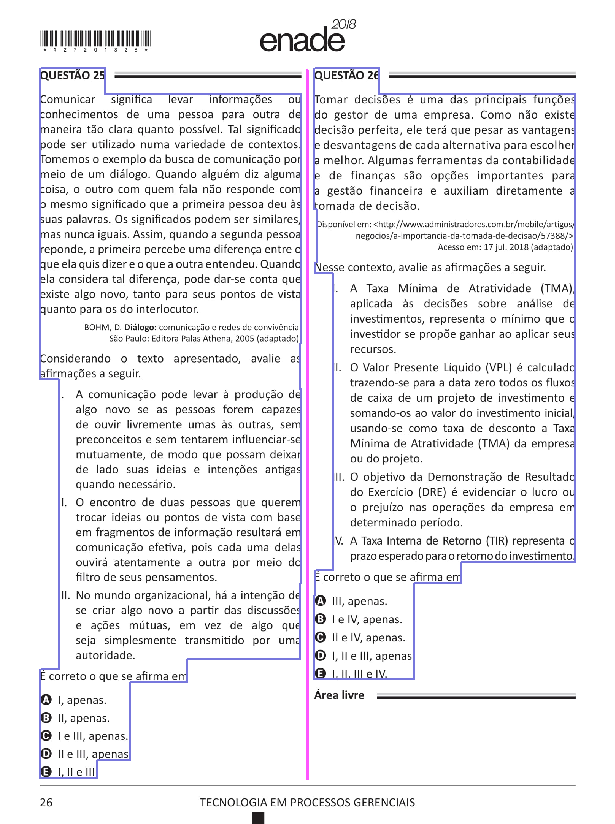 *R2720182 6*
enade 2018
QUESTÃO 25
Comunicar significa levar informações ou
conhecimentos de uma pessoa para outra de
maneira tão clara quanto possível. Tal significado
pode ser utilizado numa variedade de contextos.
Tomemos o exemplo da busca de comunicação por
meio de um diálogo. Quando alguém diz alguma
coisa, o outro com quem fala não responde com
o mesmo significado que a primeira pessoa deu às
suas palavras. Os significados podem ser similares,
mas nunca iguais. Assim, quando a segunda pessoa
reponde, a primeira percebe uma diferença entre o
que ela quis dizer e o que a outra entendeu. Quando
ela considera tal diferença, pode dar-se conta que
existe algo novo, tanto para seus pontos de vista
quanto para os do interlocutor.
BOHM, D. Diálogo: comunicação e redes de convivência
São Paulo: Editora Palas Athena, 2005 (adaptado)
Considerando o texto apresentado, avalie as
afirmações a seguir.
I. A comunicação pode levar à produção de
algo novo se as pessoas forem capazes
de ouvir livremente umas às outras, sem
preconceitos e sem tentarem influenciar-se
mutuamente, de modo que possam deixar
de lado suas ideias e intenções antigas
quando necessário.
II. O encontro de duas pessoas que querem
trocar ideias ou pontos de vista com base
em fragmentos de informação resultará em
comunicação efetiva, pois cada uma delas
ouvirá atentamente a outra por meio do
filtro de seus pensamentos.
III. No mundo organizacional, há a intenção de
se criar algo novo a partir das discussões
e ações mútuas, em vez de algo que
seja simplesmente transmitido por uma
autoridade.
É correto o que se afirma em
A I, apenas.
B II, apenas.
C I e III, apenas.
D II e III, apenas
E I, II e III
QUESTÃO 26
Tomar decisões é uma das principais funções
do gestor de uma empresa. Como não existe
decisão perfeita, ele terá que pesar as vantagens
e desvantagens de cada alternativa para escolher
a melhor. Algumas ferramentas da contabilidade
e de finanças são opções importantes para
a gestão financeira e auxiliam diretamente a
tomada de decisão.
Disponível em: <http://www.administradores.com.br/mobile/artigos/
negocios/a-importancia-da-tomada-de-decisao/57388/>
Acesso em: 17 jul. 2018 (adaptado)
Nesse contexto, avalie as afirmações a seguir.
I. A Taxa Mínima de Atratividade (TMA),
aplicada às decisões sobre análise de
investimentos, representa o mínimo que o
investidor se propõe ganhar ao aplicar seus
recursos.
II. O Valor Presente Líquido (VPL) é calculado
trazendo-se para a data zero todos os fluxos
de caixa de um projeto de investimento e
somando-os ao valor do investimento inicial,
usando-se como taxa de desconto a Taxa
Mínima de Atratividade (TMA) da empresa
ou do projeto.
III. O objetivo da Demonstração de Resultado
do Exercício (DRE) é evidenciar o lucro ou
o prejuízo nas operações da empresa em
determinado período.
IV. A Taxa Interna de Retorno (TIR) representa o
prazo esperado para o retorno do investimento.
É correto o que se afirma em
A III, apenas.
B I e IV, apenas.
C II e IV, apenas.
D I, II e III, apenas
E I, II, III e IV.
Área livre
26
TECNOLOGIA EM PROCESSOS GERENCIAIS